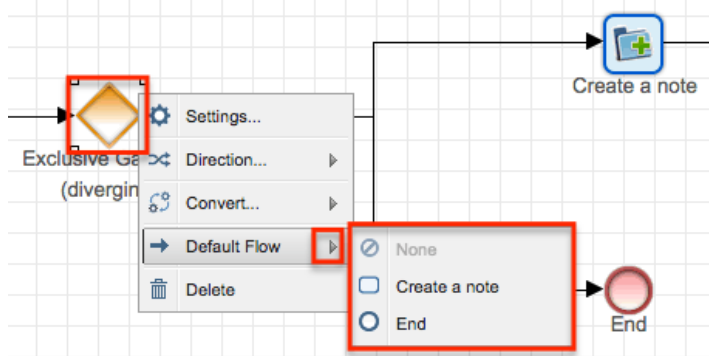 Create a note
Exclusive Ga
(divergin
Settings...
Direction...
Convert...
Default Flow
Delete
None
Create a note
End
End